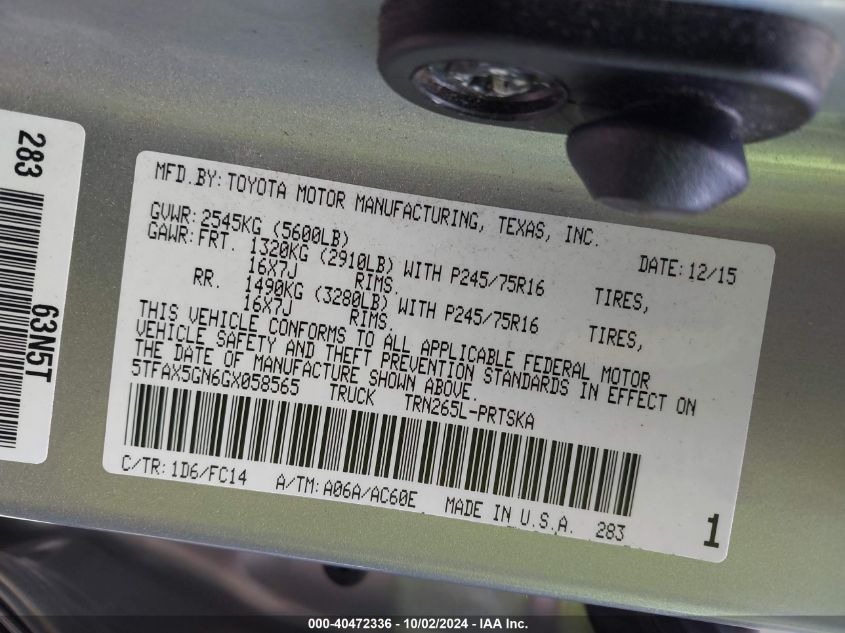 283
63N5T
MFD.BY:TOYOTA MOTOR MANUFACTURING, TEXAS, INC.
GVWR:2545KG (5600LB) DATE:12/15
GAWR:FRT. 1320KG (2910LB) WITH P245/75R16 TIRES,
16X7J RIMS.
RR. 1490KG (3280LB) WITH P245/75R16 TIRES,
16X7J RIMS.
THIS VEHICLE CONFORMS TO ALL APPLICABLE FEDERAL MOTOR
VEHICLE SAFETY AND THEFT PREVENTION STANDARDS IN EFFECT ON
THE DATE OF MANUFACTURE SHOWN ABOVE.
5TFAX5GN6GX058565 TRUCK TRN265L-PRTSKA
C/TR:1D6/FC14 A/TM:A06A/AC60E MADE IN U.S.A. 283
1
000-40472336 - 10/02/2024 - IAA Inc.